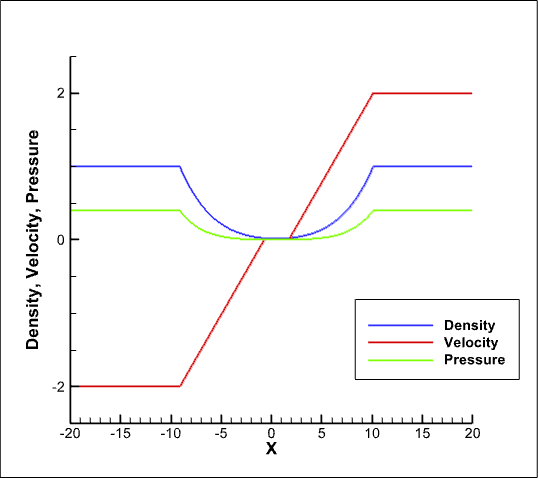 2
0
-2
Density, Velocity, Pressure
-20 -15 -10 -5 0 5 10 15 20
X
Density
Velocity
Pressure